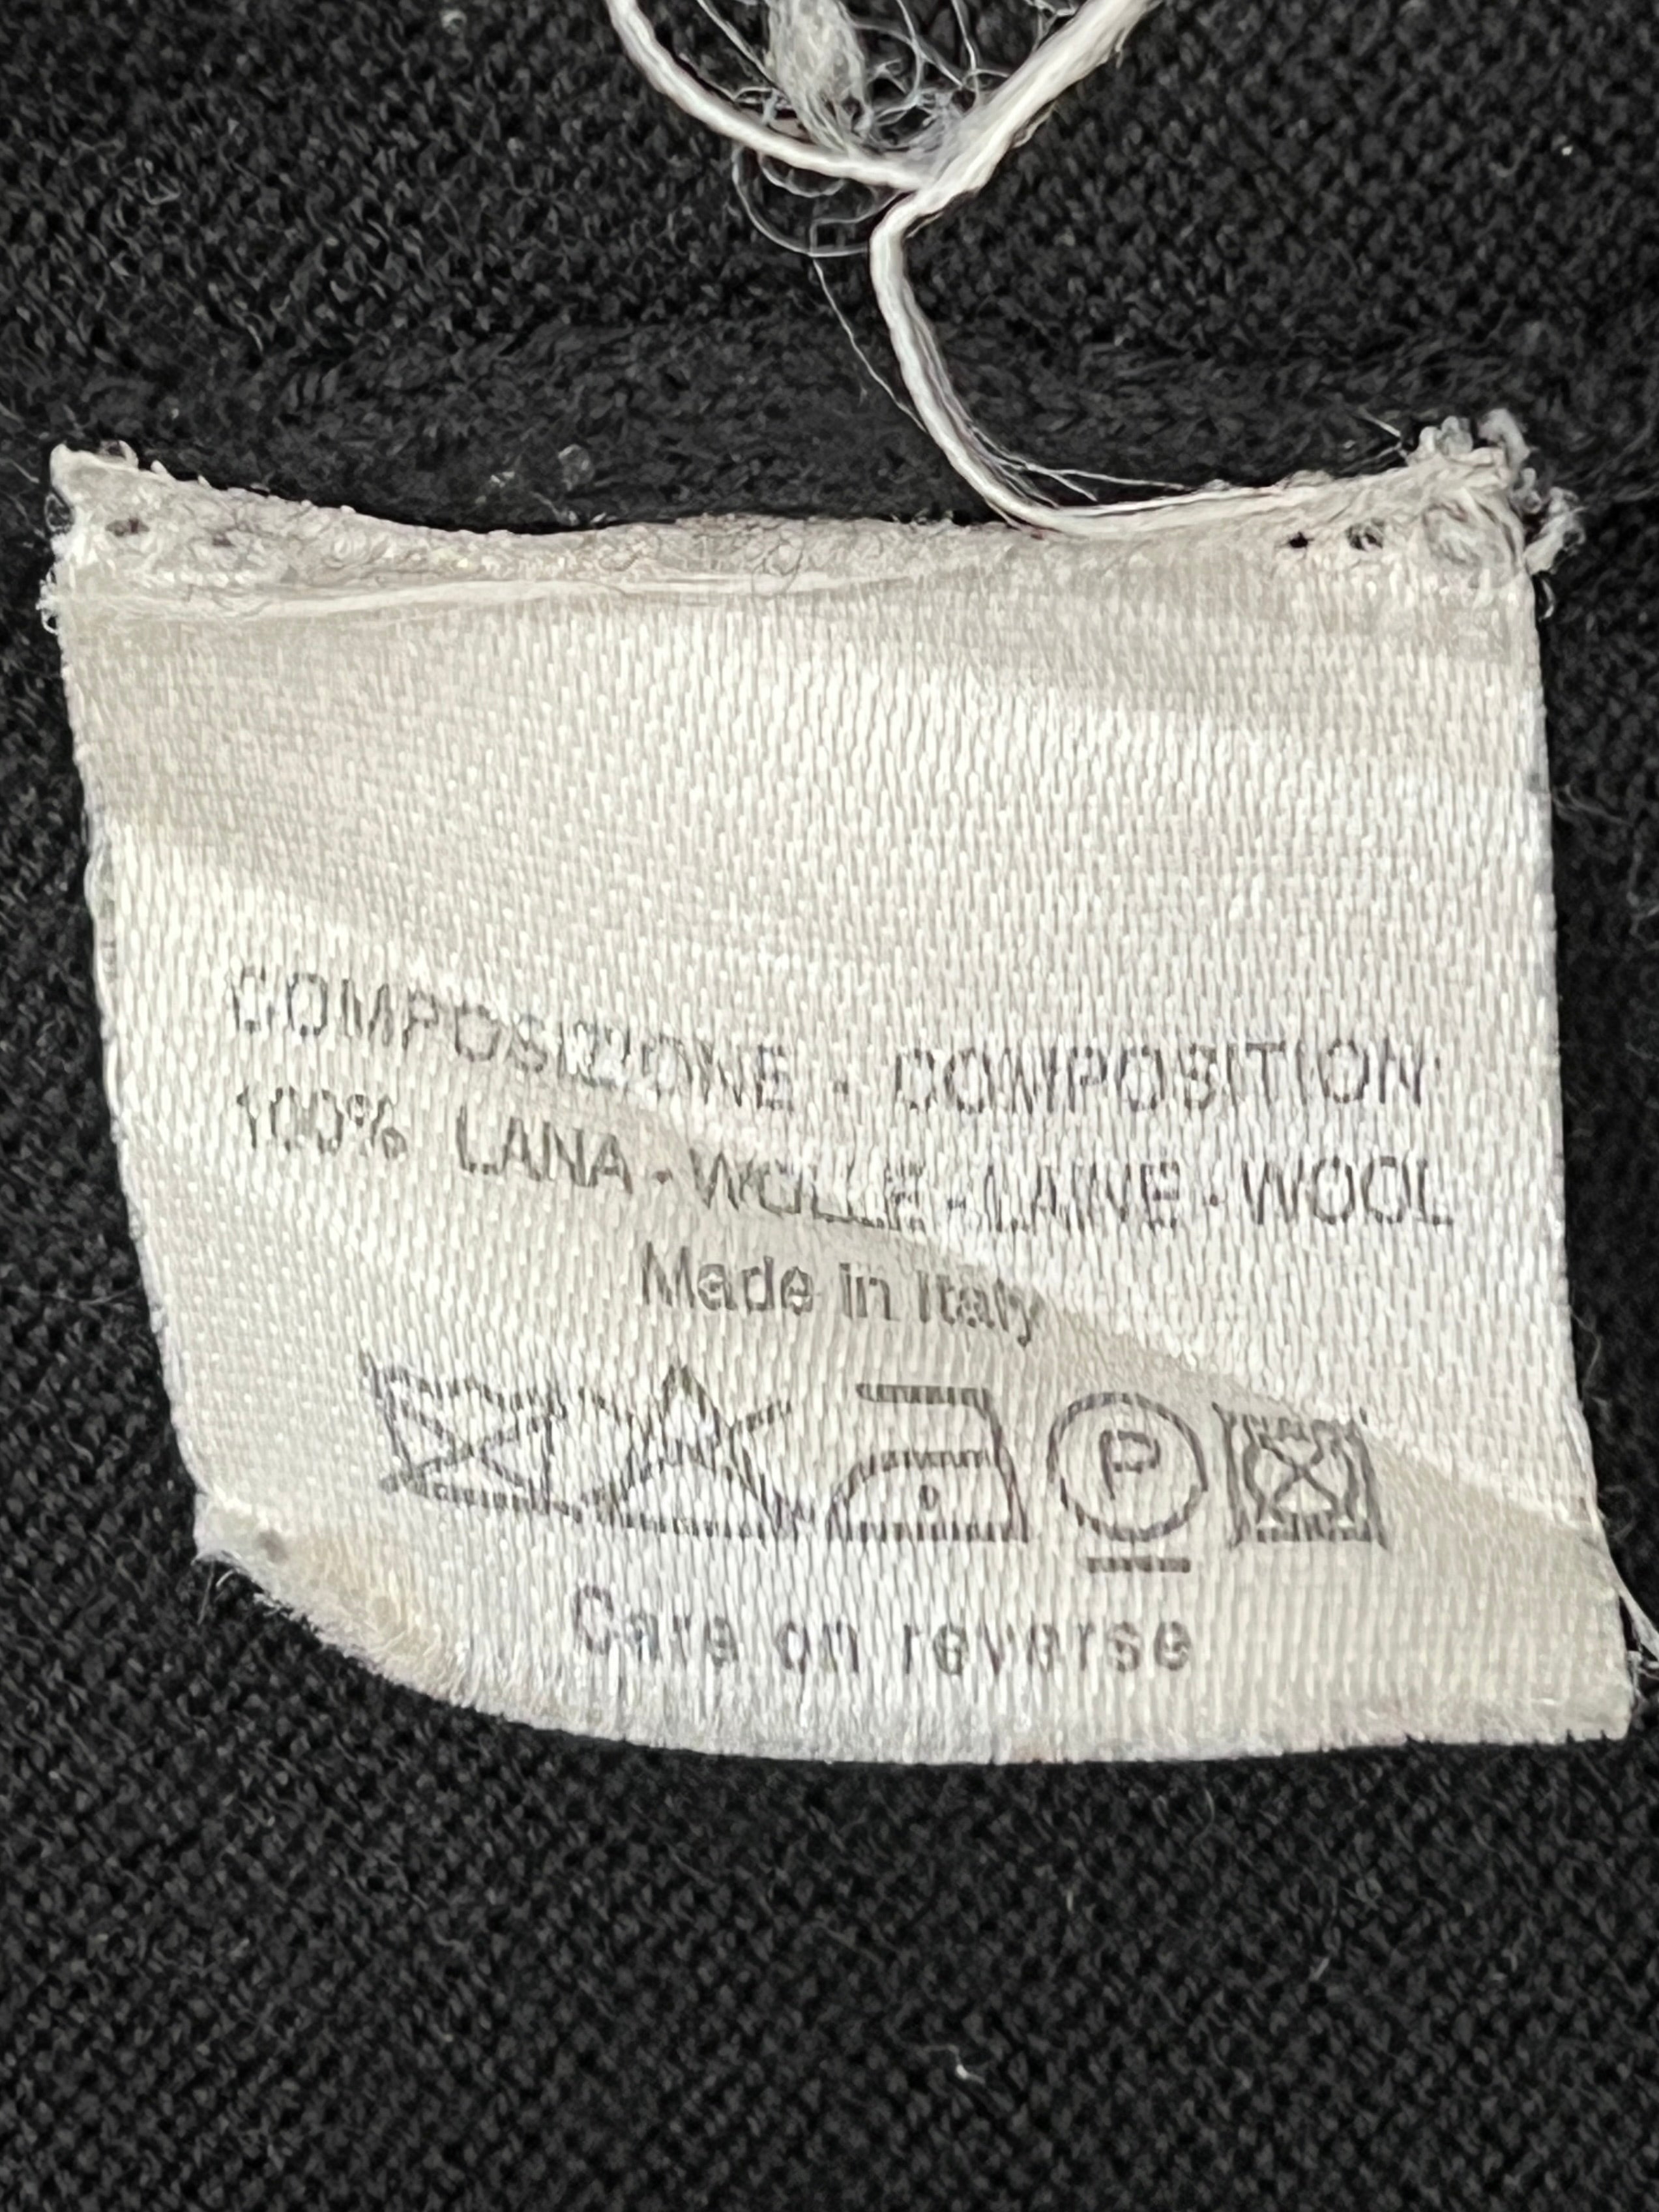 COMPOSIZIONE - COMPOSITION:
100% LANA - WOLLE - LAINE - WOOL
Made in Italy
P
Care on reverse